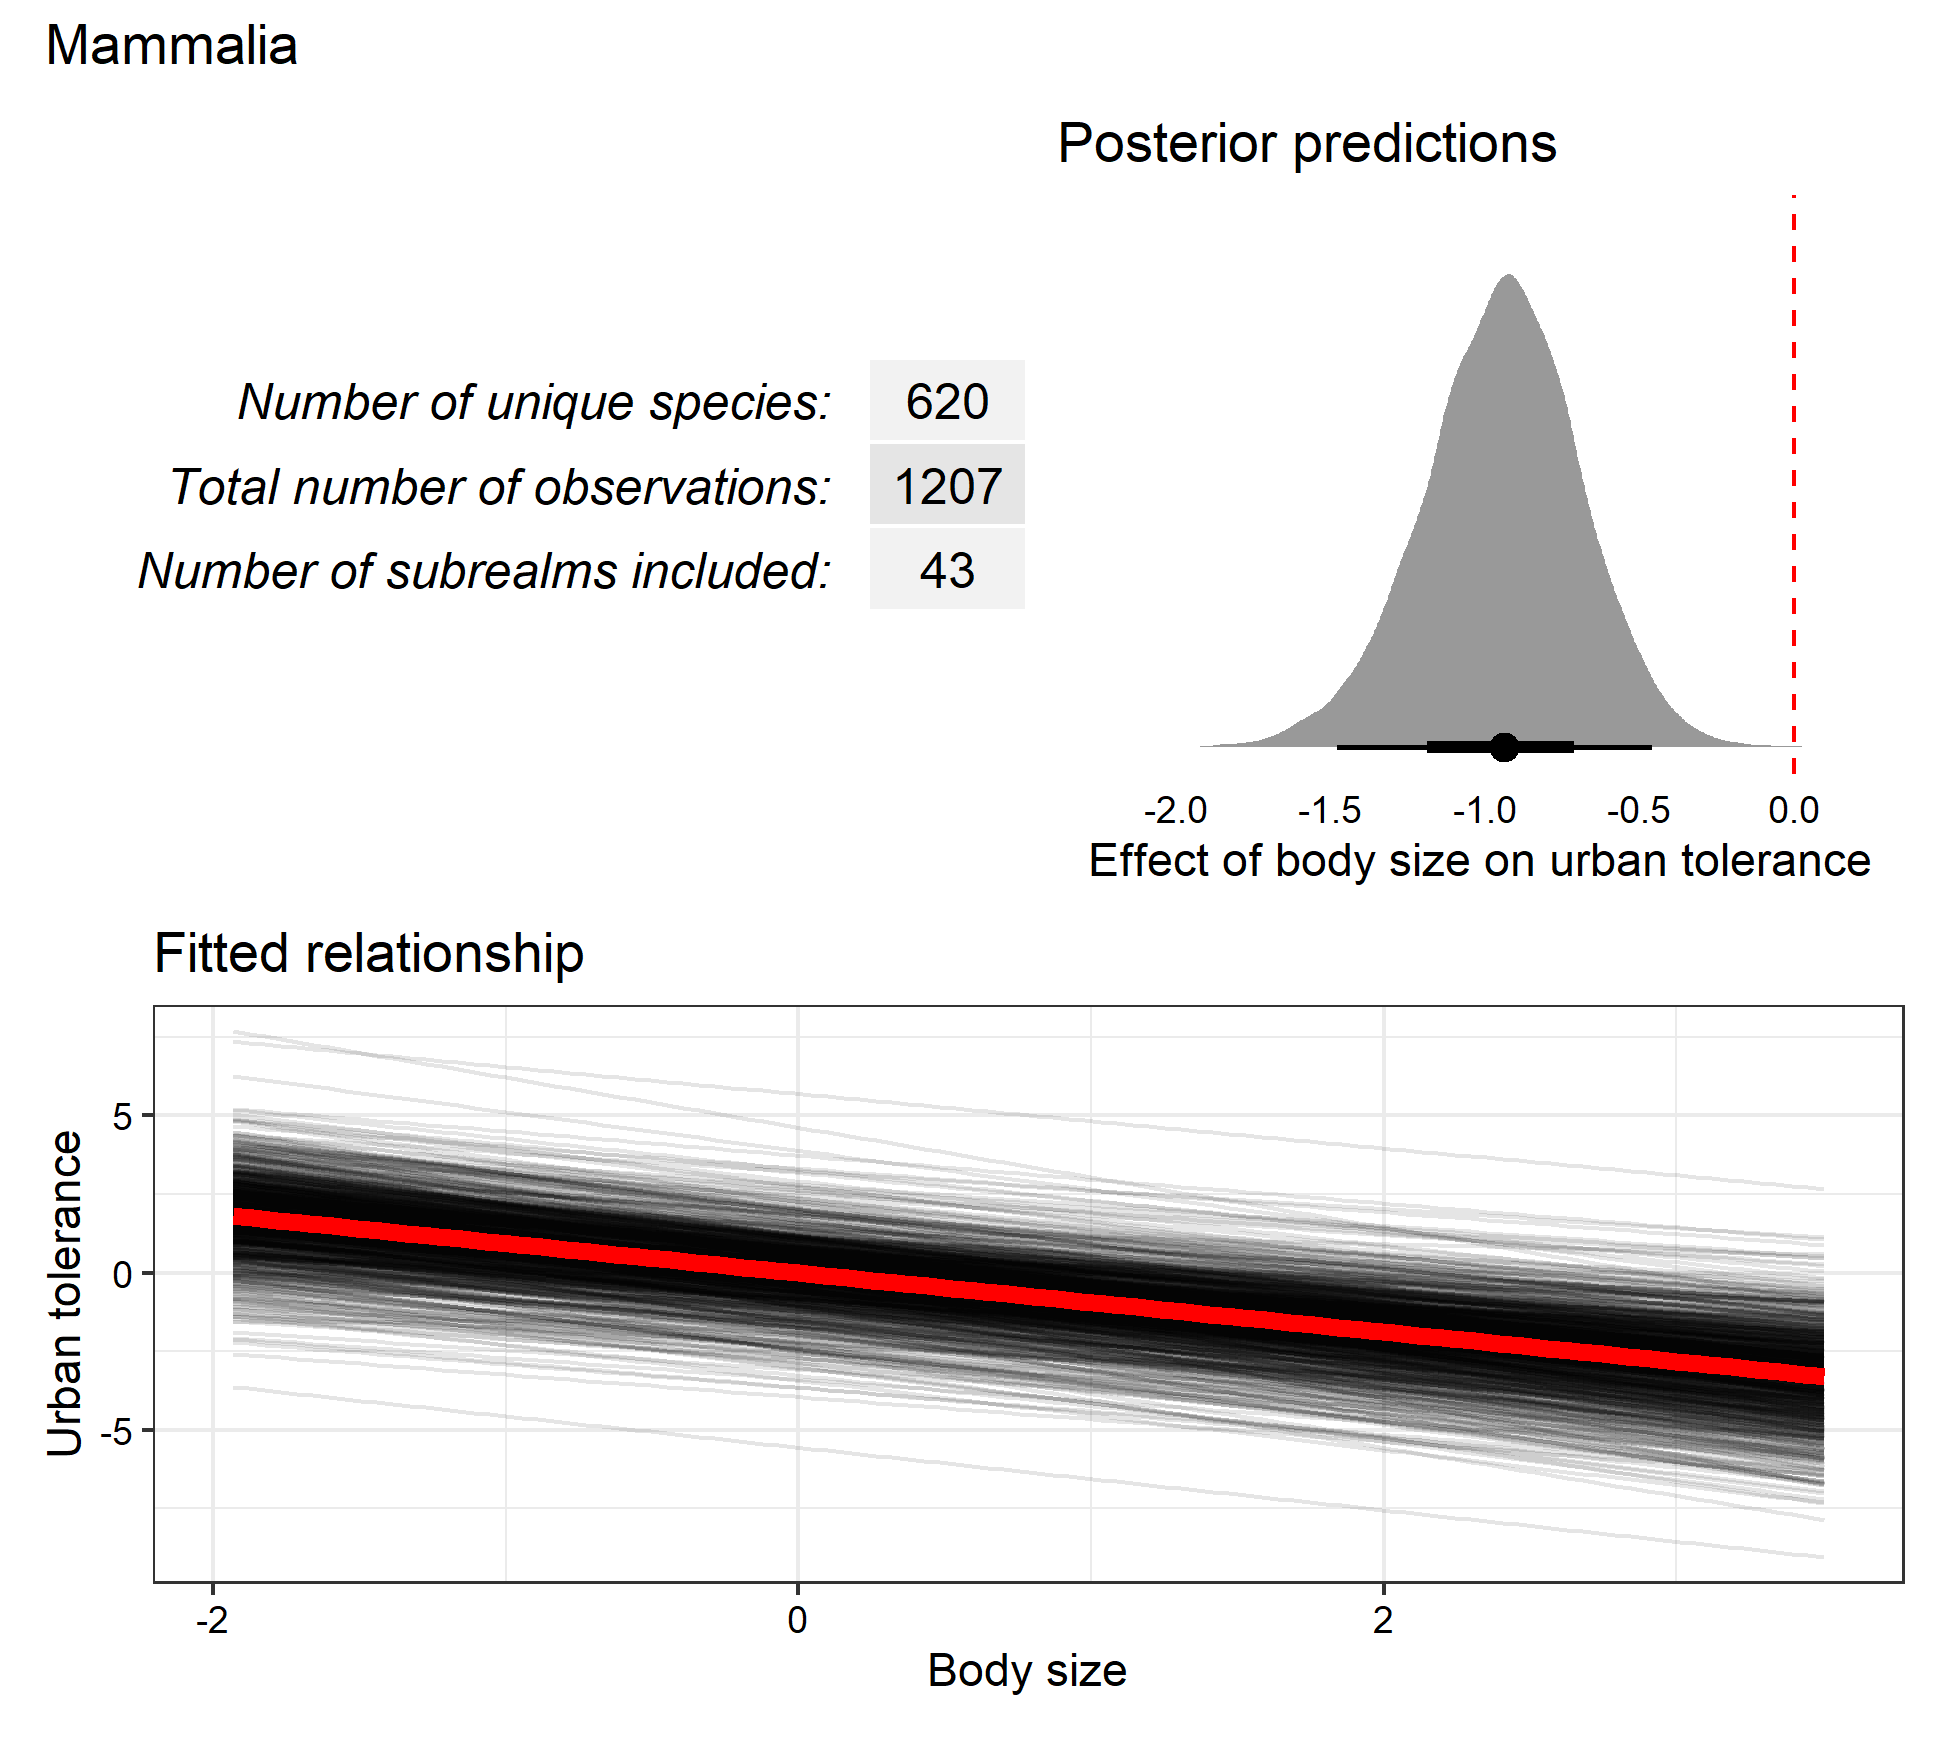 Mammalia
Number of unique species: 620
Total number of observations: 1207
Number of subrealms included: 43
Posterior predictions
-2.0 -1.5 -1.0 -0.5 0.0
Effect of body size on urban tolerance
Fitted relationship
Urban tolerance
5
0
-5
-2 0 2
Body size